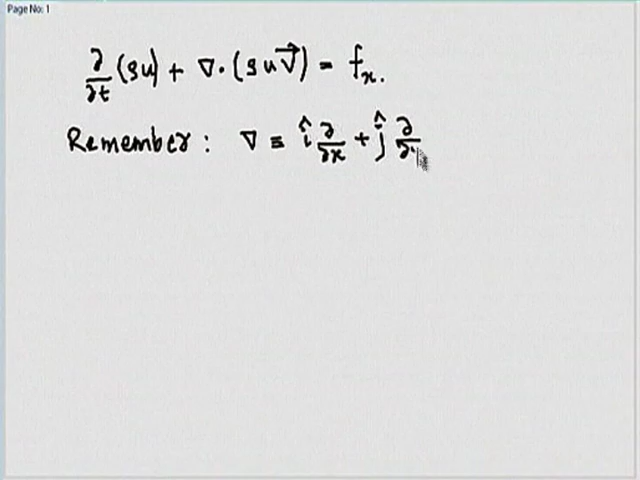 Page No: 1
∂/∂t (ρu) + ∇·(ρu V⃗) = fₓ.
Remember: ∇ ≡ î ∂/∂x + ĵ ∂/∂